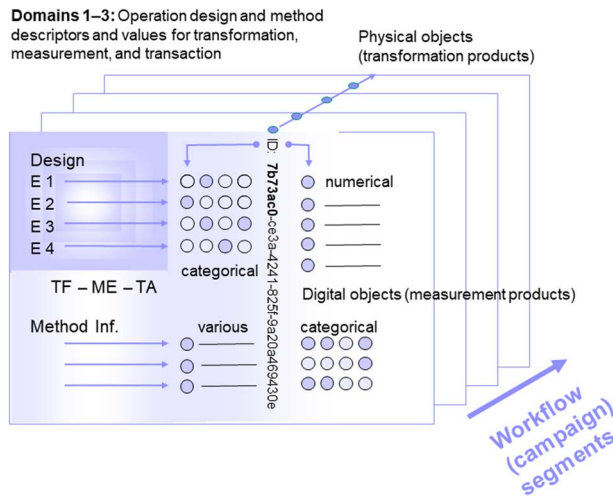 Domains 1–3: Operation design and method
descriptors and values for transformation,
measurement, and transaction
Physical objects
(transformation products)
Design
E 1
E 2
E 3
E 4
categorical
ID: 7b73ac0-ce3a-4241-825f-9a20a469430e
numerical
TF – ME – TA
Digital objects (measurement products)
Method Inf.
various
categorical
Workflow
(campaign)
segments